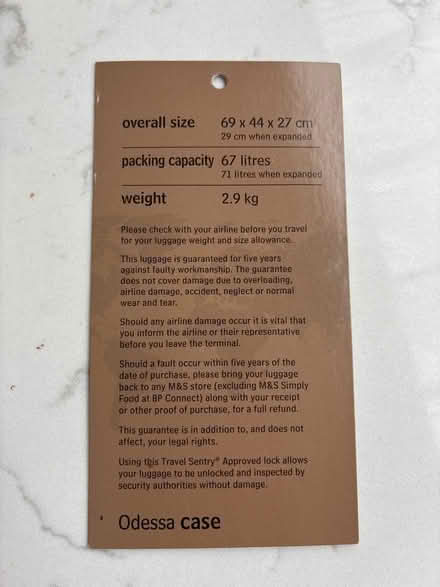 overall size 69 x 44 x 27 cm
29 cm when expanded
packing capacity 67 litres
71 litres when expanded
weight 2.9 kg
Please check with your airline before you travel
for your luggage weight and size allowance.
This luggage is guaranteed for five years
against faulty workmanship. The guarantee
does not cover damage due to overloading,
airline damage, accident, neglect or normal
wear and tear.
Should any airline damage occur it is vital that
you inform the airline or their representative
before you leave the terminal.
Should a fault occur within five years of the
date of purchase, please bring your luggage
back to any M&S store (excluding M&S Simply
Food at BP Connect) along with your receipt
or other proof of purchase, for a full refund.
This guarantee is in addition to, and does not
affect, your legal rights.
Using this Travel Sentry® Approved lock allows
your luggage to be unlocked and inspected by
security authorities without damage.
Odessa case